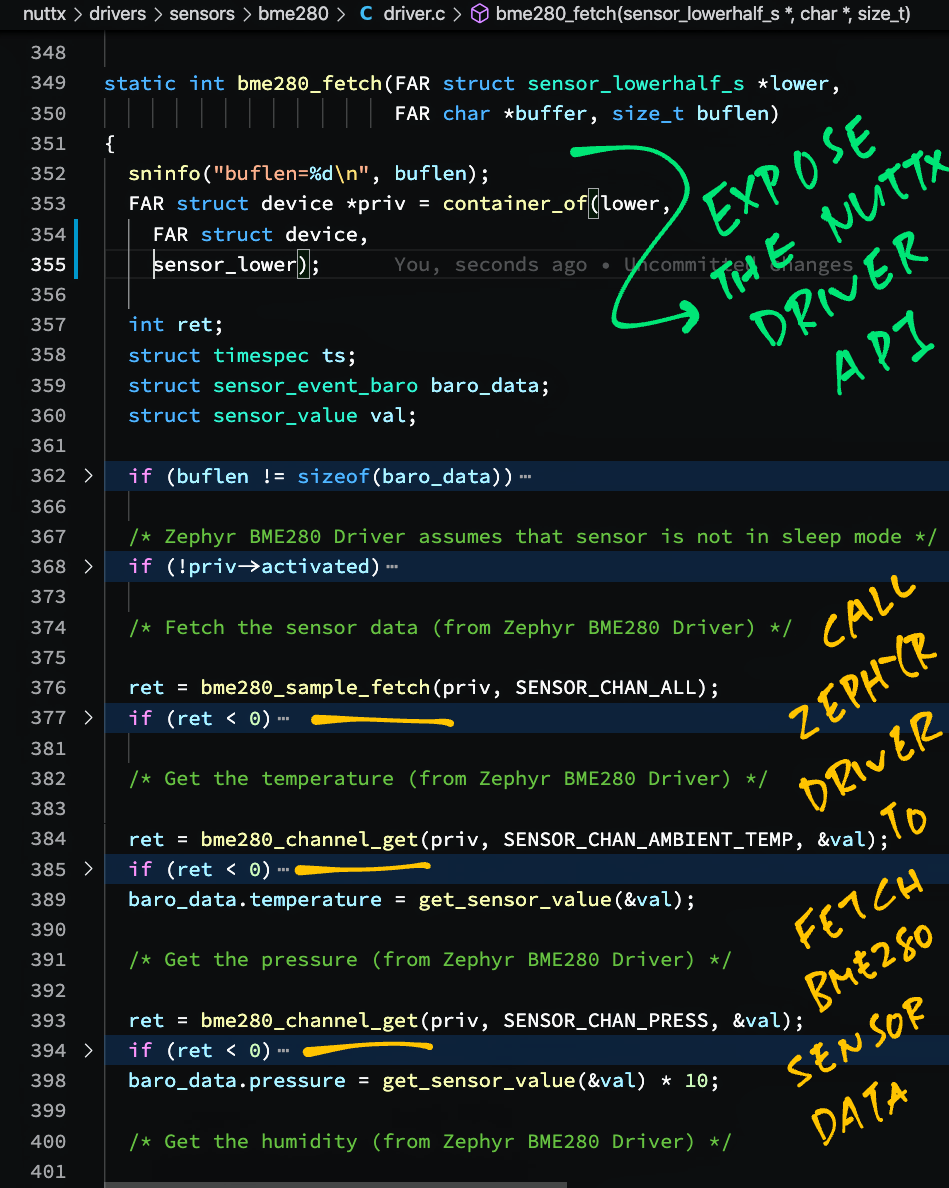 nuttx > drivers > sensors > bme280 > C driver.c > bme280_fetch(sensor_lowerhalf_s *, char *, size_t)
348
349 static int bme280_fetch(FAR struct sensor_lowerhalf_s *lower,
350 FAR char *buffer, size_t buflen)
351 {
352 sninfo("buflen=%d\n", buflen);
353 FAR struct device *priv = container_of(lower,
354 FAR struct device,
355 sensor_lower); You, seconds ago • Uncommitted changes
356
357 int ret;
358 struct timespec ts;
359 struct sensor_event_baro baro_data;
360 struct sensor_value val;
361
362 > if (buflen != sizeof(baro_data))⋯
366
367 /* Zephyr BME280 Driver assumes that sensor is not in sleep mode */
368 > if (!priv->activated)⋯
373
374 /* Fetch the sensor data (from Zephyr BME280 Driver) */
375
376 ret = bme280_sample_fetch(priv, SENSOR_CHAN_ALL);
377 > if (ret < 0)⋯
381
382 /* Get the temperature (from Zephyr BME280 Driver) */
383
384 ret = bme280_channel_get(priv, SENSOR_CHAN_AMBIENT_TEMP, &val);
385 > if (ret < 0)⋯
389 baro_data.temperature = get_sensor_value(&val);
390
391 /* Get the pressure (from Zephyr BME280 Driver) */
392
393 ret = bme280_channel_get(priv, SENSOR_CHAN_PRESS, &val);
394 > if (ret < 0)⋯
398 baro_data.pressure = get_sensor_value(&val) * 10;
399
400 /* Get the humidity (from Zephyr BME280 Driver) */
401
EXPOSE
THE NUTTX
DRIVER
API
CALL
ZEPHYR
DRIVER
TO
FETCH
BME280
SENSOR
DATA